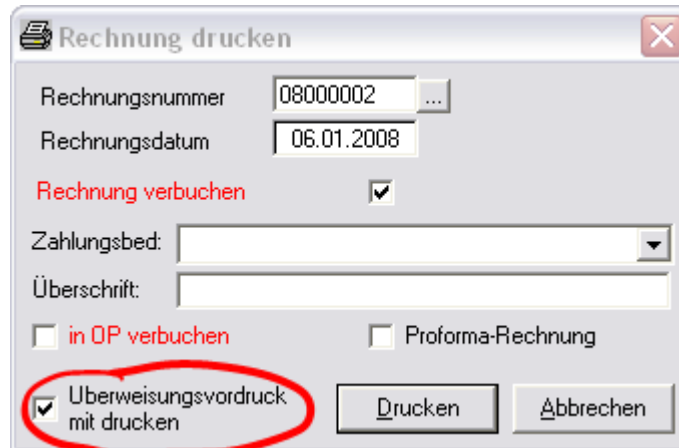 Rechnung drucken
Rechnungsnummer 08000002 ...
Rechnungsdatum 06.01.2008
Rechnung verbuchen
Zahlungsbed:
Überschrift:
in OP verbuchen Proforma-Rechnung
Überweisungsvordruck
mit drucken
Drucken Abbrechen